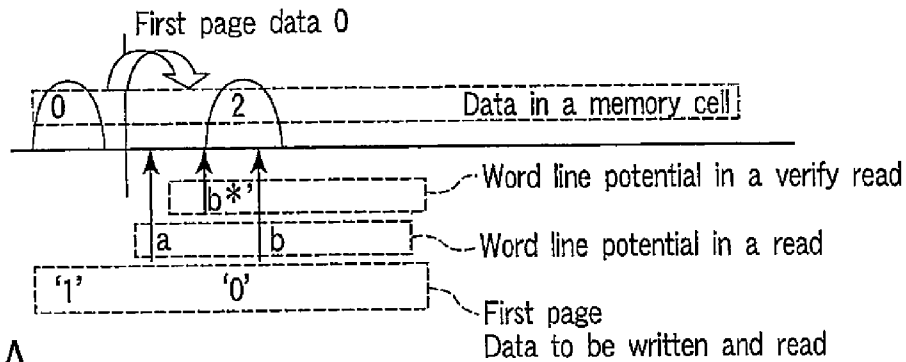 First page data 0
0 2 Data in a memory cell
b*' Word line potential in a verify read
a b Word line potential in a read
‘1’ ‘0’
First page
Data to be written and read
A